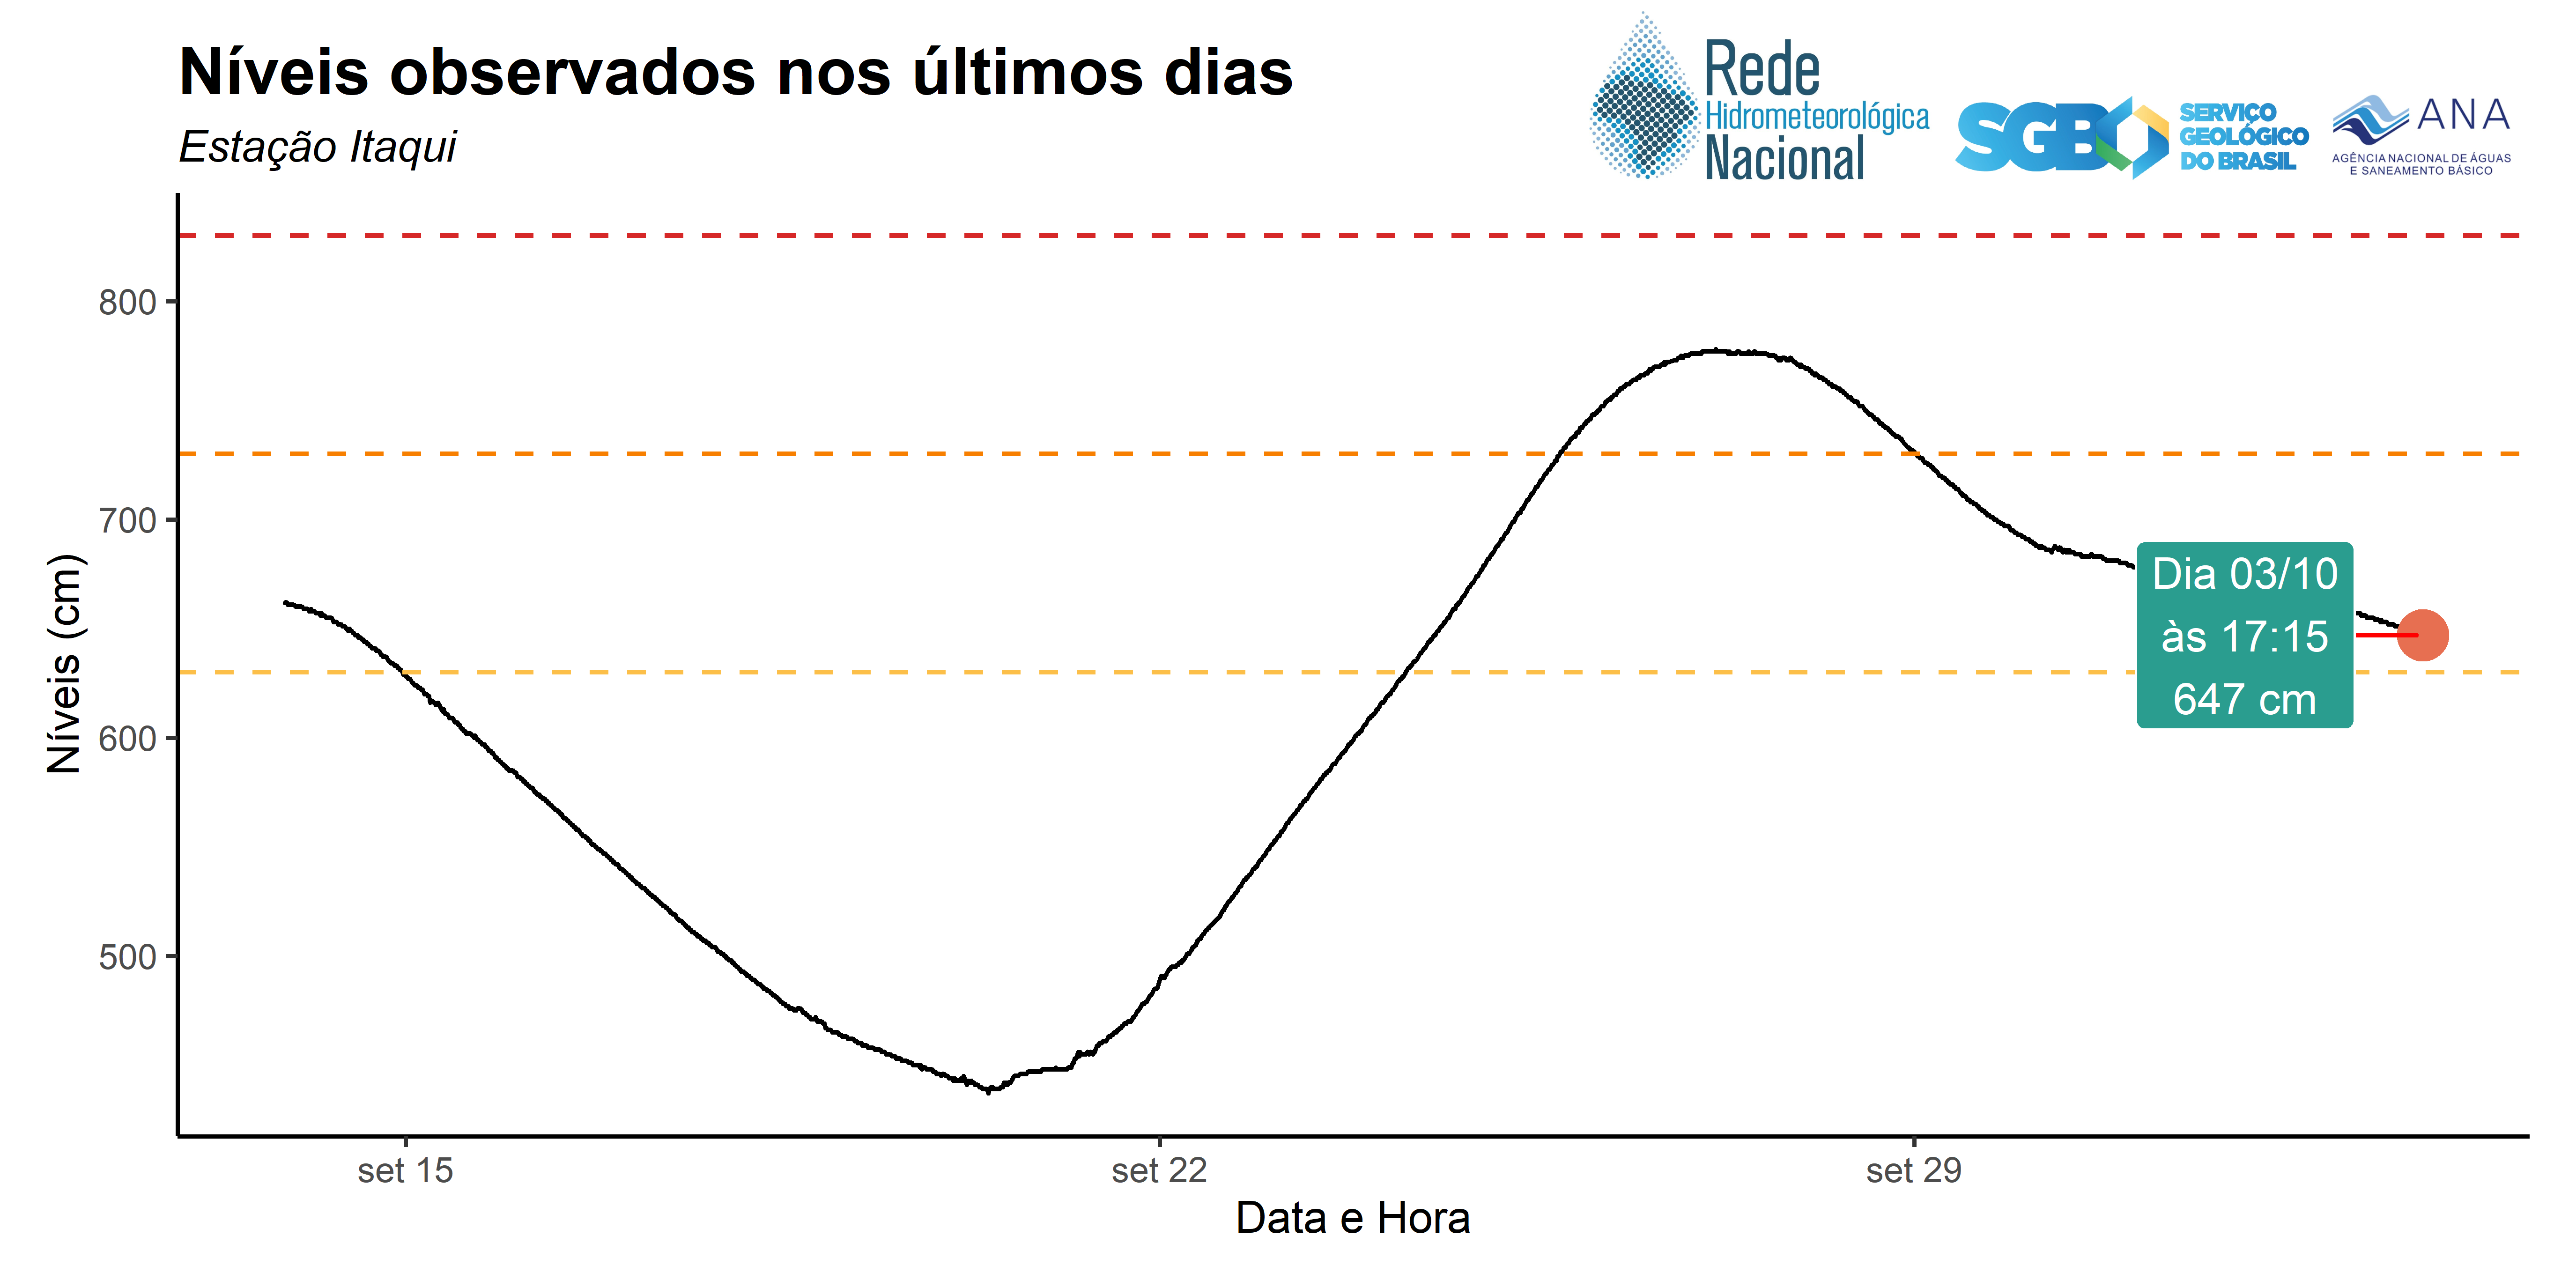 Níveis observados nos últimos dias
Estação Itaqui
Rede
Hidrometeorológica
Nacional
SGB
SERVIÇO
GEOLÓGICO
DO BRASIL
ANA
AGÊNCIA NACIONAL DE ÁGUAS
E SANEAMENTO BÁSICO
Níveis (cm)
800
700
600
500
Dia 03/10
às 17:15
647 cm
set 15
set 22
set 29
Data e Hora